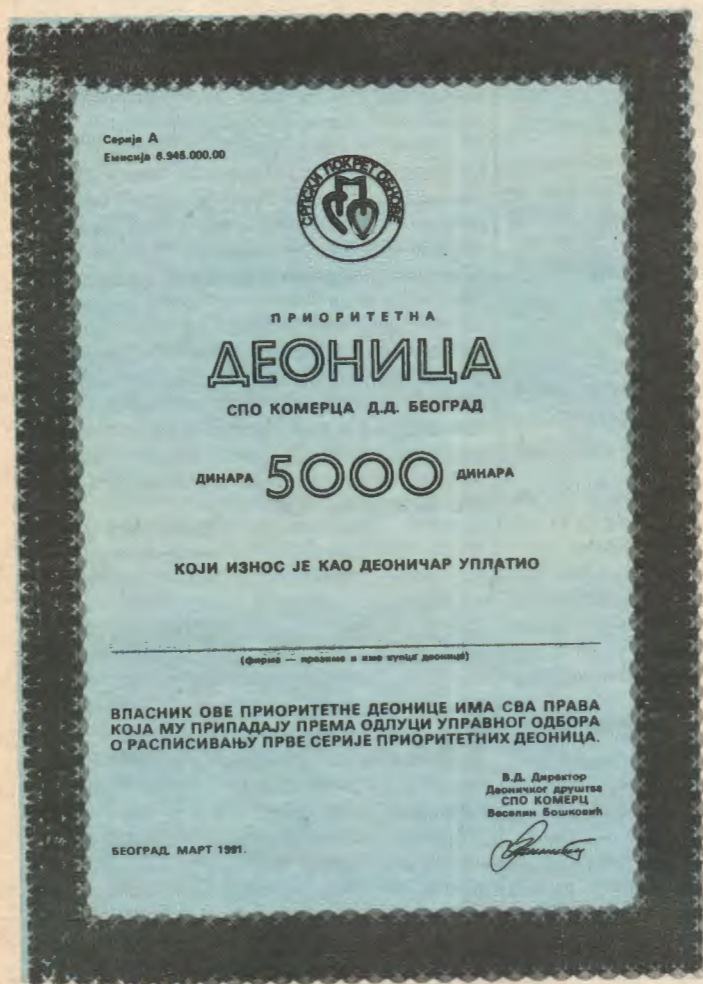 Серија А
Емисија 6.945.000.00
СРПСКИ ПОКРЕТ ОБНОВЕ
ПРИОРИТЕТНА
ДЕОНИЦА
СПО КОМЕРЦА Д.Д. БЕОГРАД
ДИНАРА 5000 ДИНАРА
КОЈИ ИЗНОС ЈЕ КАО ДЕОНИЧАР УПЛАТИО
(фирма — презиме и име купца деонице)
ВЛАСНИК ОВЕ ПРИОРИТЕТНЕ ДЕОНИЦЕ ИМА СВА ПРАВА
КОЈА МУ ПРИПАДАЈУ ПРЕМА ОДЛУЦИ УПРАВНОГ ОДБОРА
О РАСПИСИВАЊУ ПРВЕ СЕРИЈЕ ПРИОРИТЕТНИХ ДЕОНИЦА.
В.Д. Директор
Деоничког друштва
СПО КОМЕРЦ
Веселин Бошковић
БЕОГРАД. МАРТ 1991.